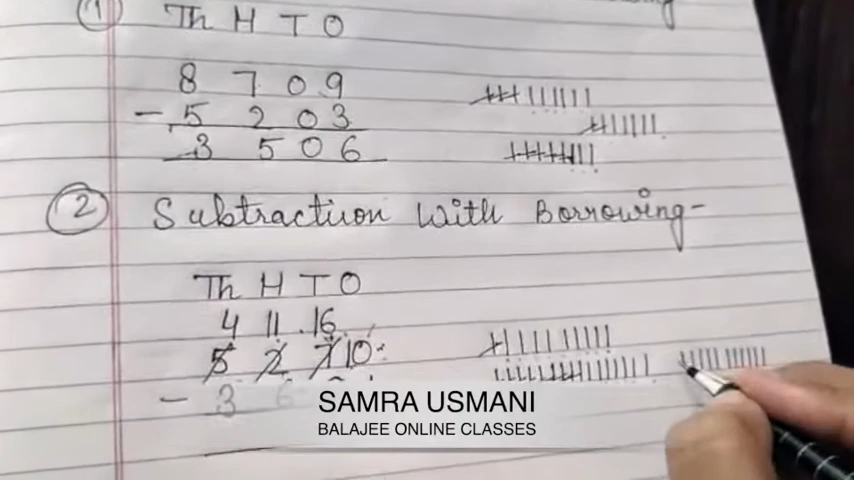 1 Th H T O
8 7 0 9
- 5 2 0 3
3 5 0 6
2 Subtraction With Borrowing-
Th H T O
4 11 16
5 2 7 10
- 3 6
SAMRA USMANI
BALAJEE ONLINE CLASSES